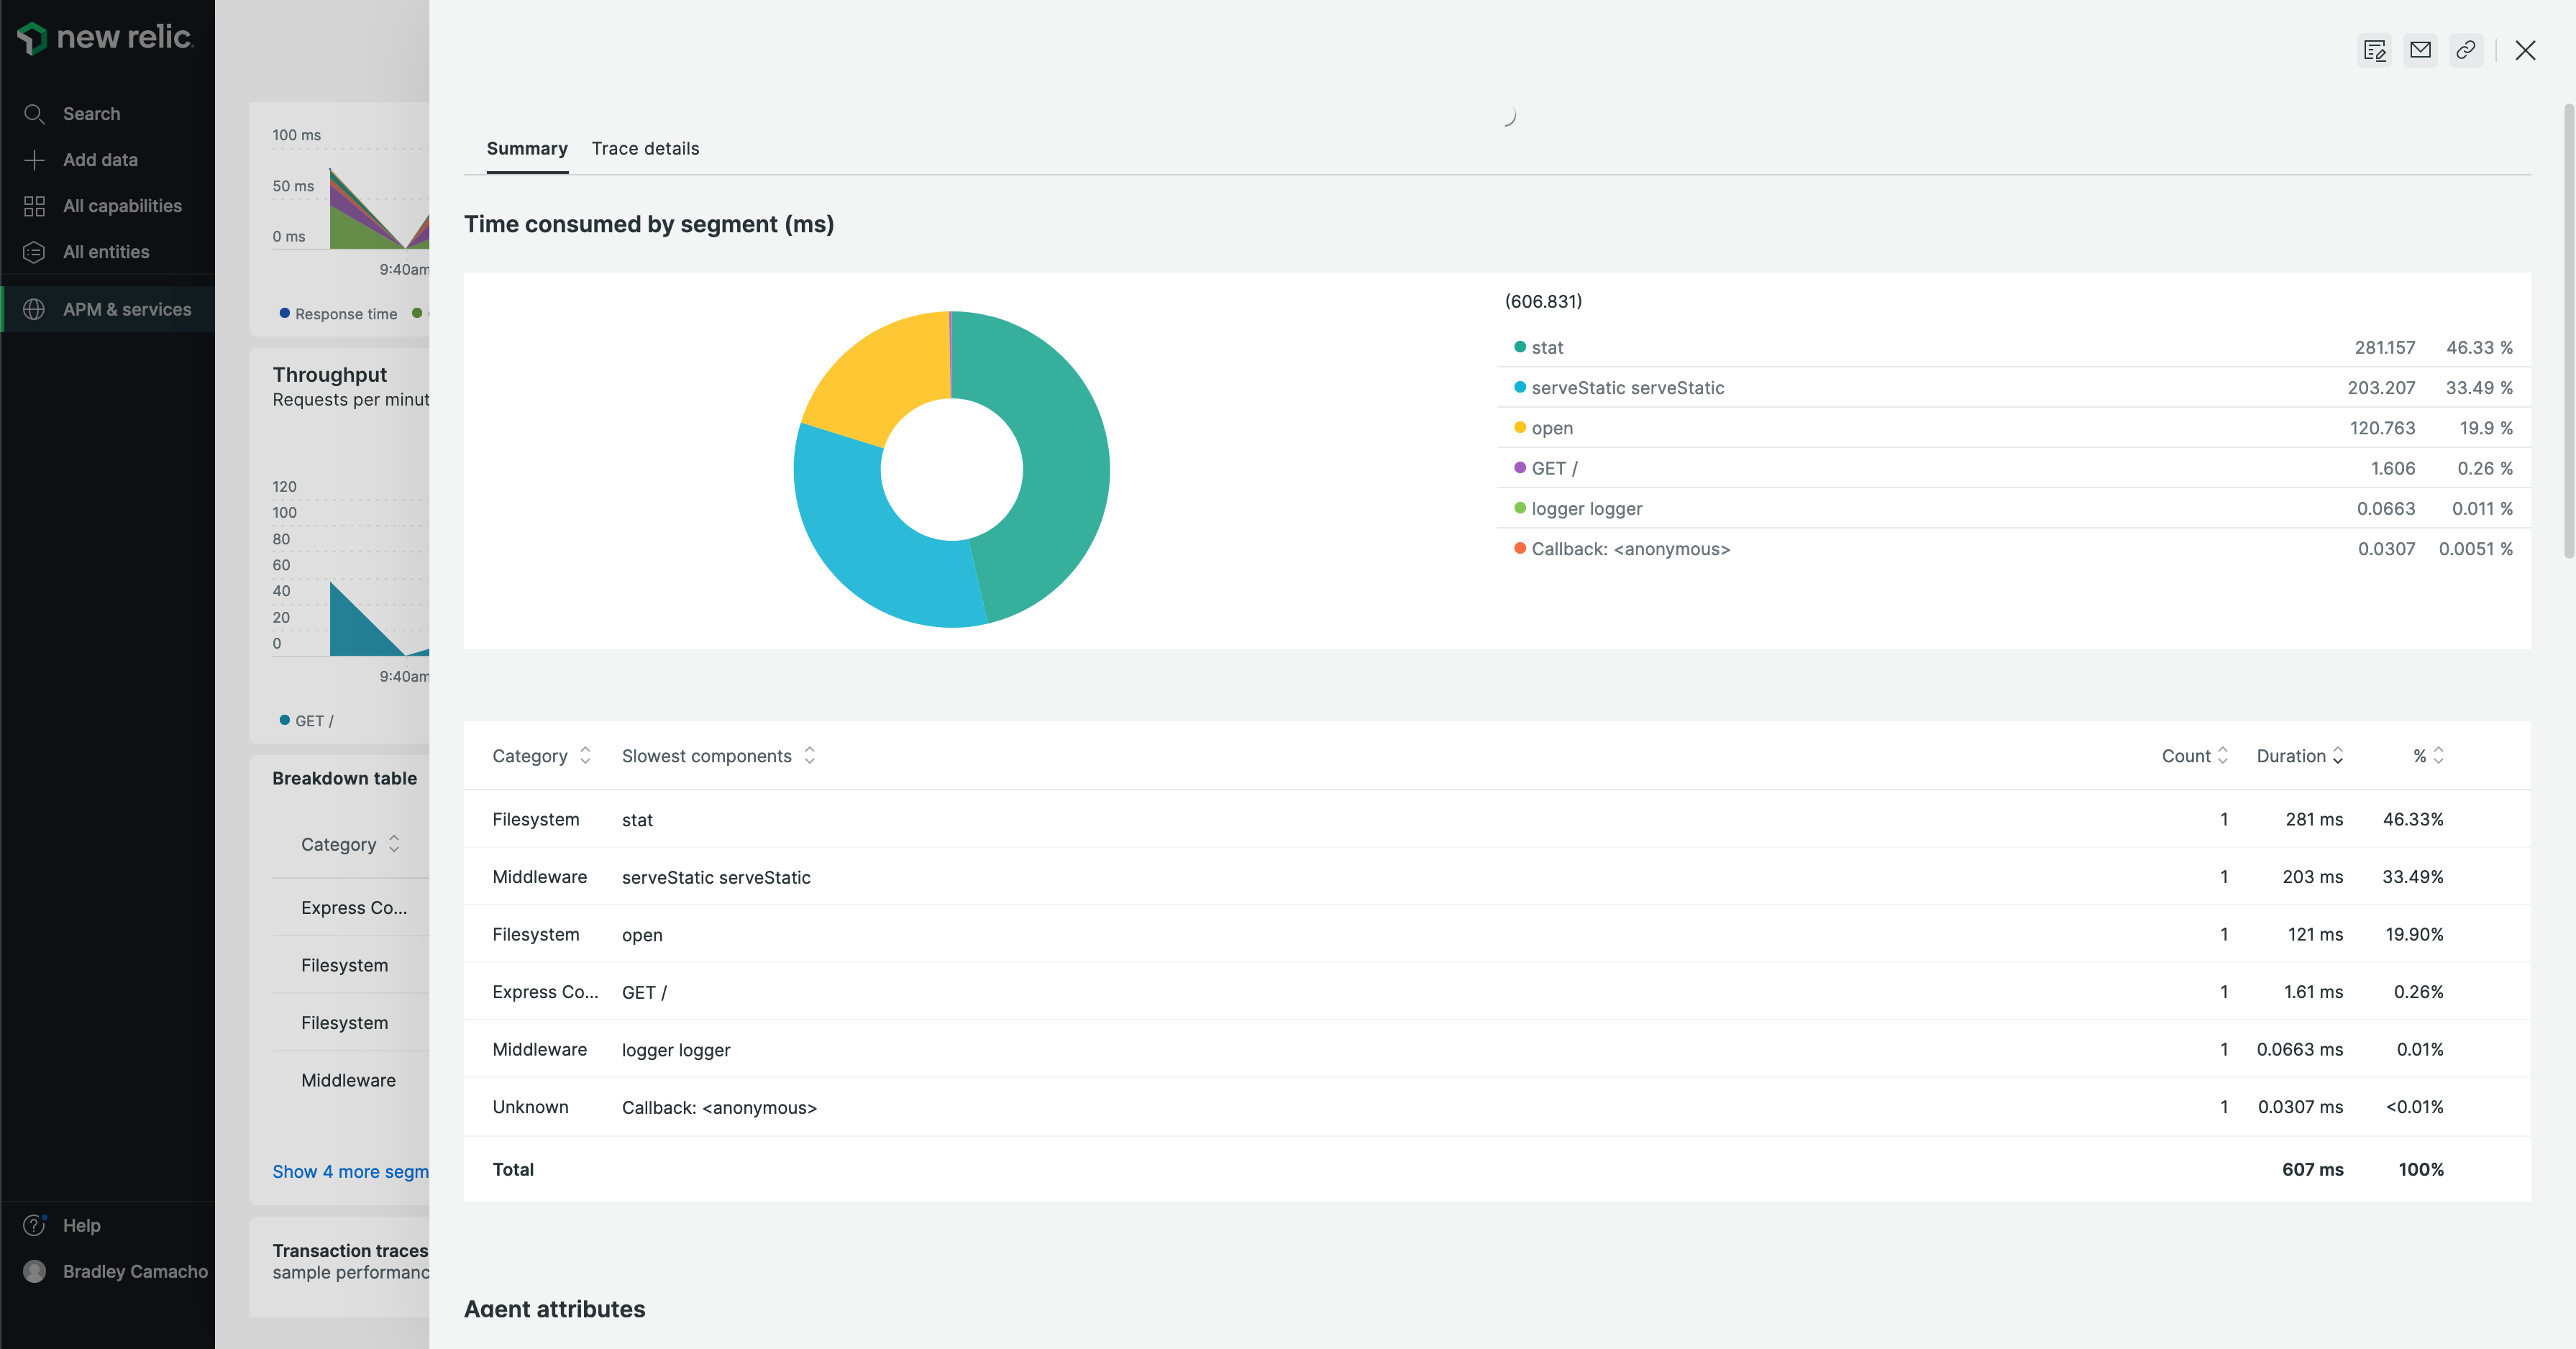 new relic
Search
Add data
All capabilities
All entities
APM & services
Help
Bradley Camacho
100 ms
50 ms
0 ms
9:40am
Response time
Throughput
Requests per minut
120
100
80
60
40
20
0
9:40am
GET /
Breakdown table
Category
Express Co...
Filesystem
Filesystem
Middleware
Show 4 more segm
Transaction traces
sample performanc
Summary Trace details
Time consumed by segment (ms)
(606.831)
stat 281.157 46.33 %
serveStatic serveStatic 203.207 33.49 %
open 120.763 19.9 %
GET / 1.606 0.26 %
logger logger 0.0663 0.011 %
Callback: <anonymous> 0.0307 0.0051 %
Category Slowest components Count Duration %
Filesystem stat 1 281 ms 46.33%
Middleware serveStatic serveStatic 1 203 ms 33.49%
Filesystem open 1 121 ms 19.90%
Express Co... GET / 1 1.61 ms 0.26%
Middleware logger logger 1 0.0663 ms 0.01%
Unknown Callback: <anonymous> 1 0.0307 ms <0.01%
Total 607 ms 100%
Agent attributes